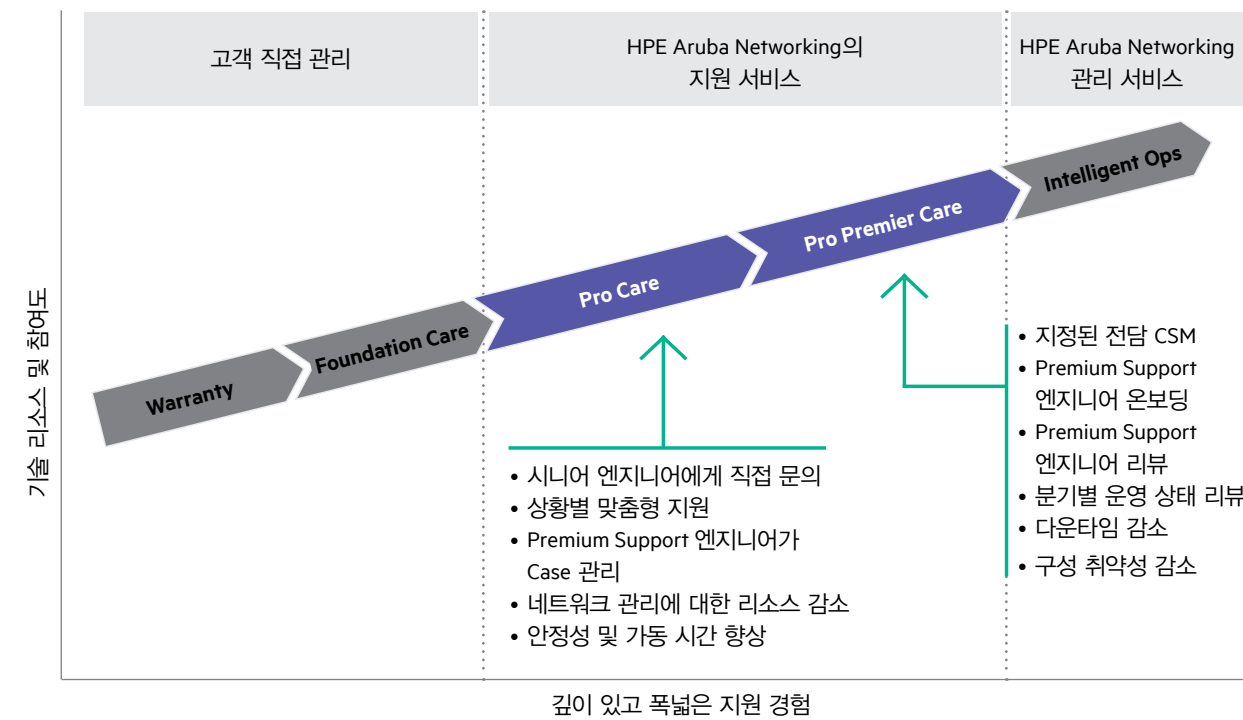 고객 직접 관리
HPE Aruba Networking의
지원 서비스
HPE Aruba Networking
관리 서비스
기술 리소스 및 참여도
Warranty
Foundation Care
Pro Care
Pro Premier Care
Intelligent Ops
• 시니어 엔지니어에게 직접 문의
• 상황별 맞춤형 지원
• Premium Support 엔지니어가
Case 관리
• 네트워크 관리에 대한 리소스 감소
• 안정성 및 가동 시간 향상
• 지정된 전담 CSM
• Premium Support
엔지니어 온보딩
• Premium Support
엔지니어 리뷰
• 분기별 운영 상태 리뷰
• 다운타임 감소
• 구성 취약성 감소
깊이 있고 폭넓은 지원 경험